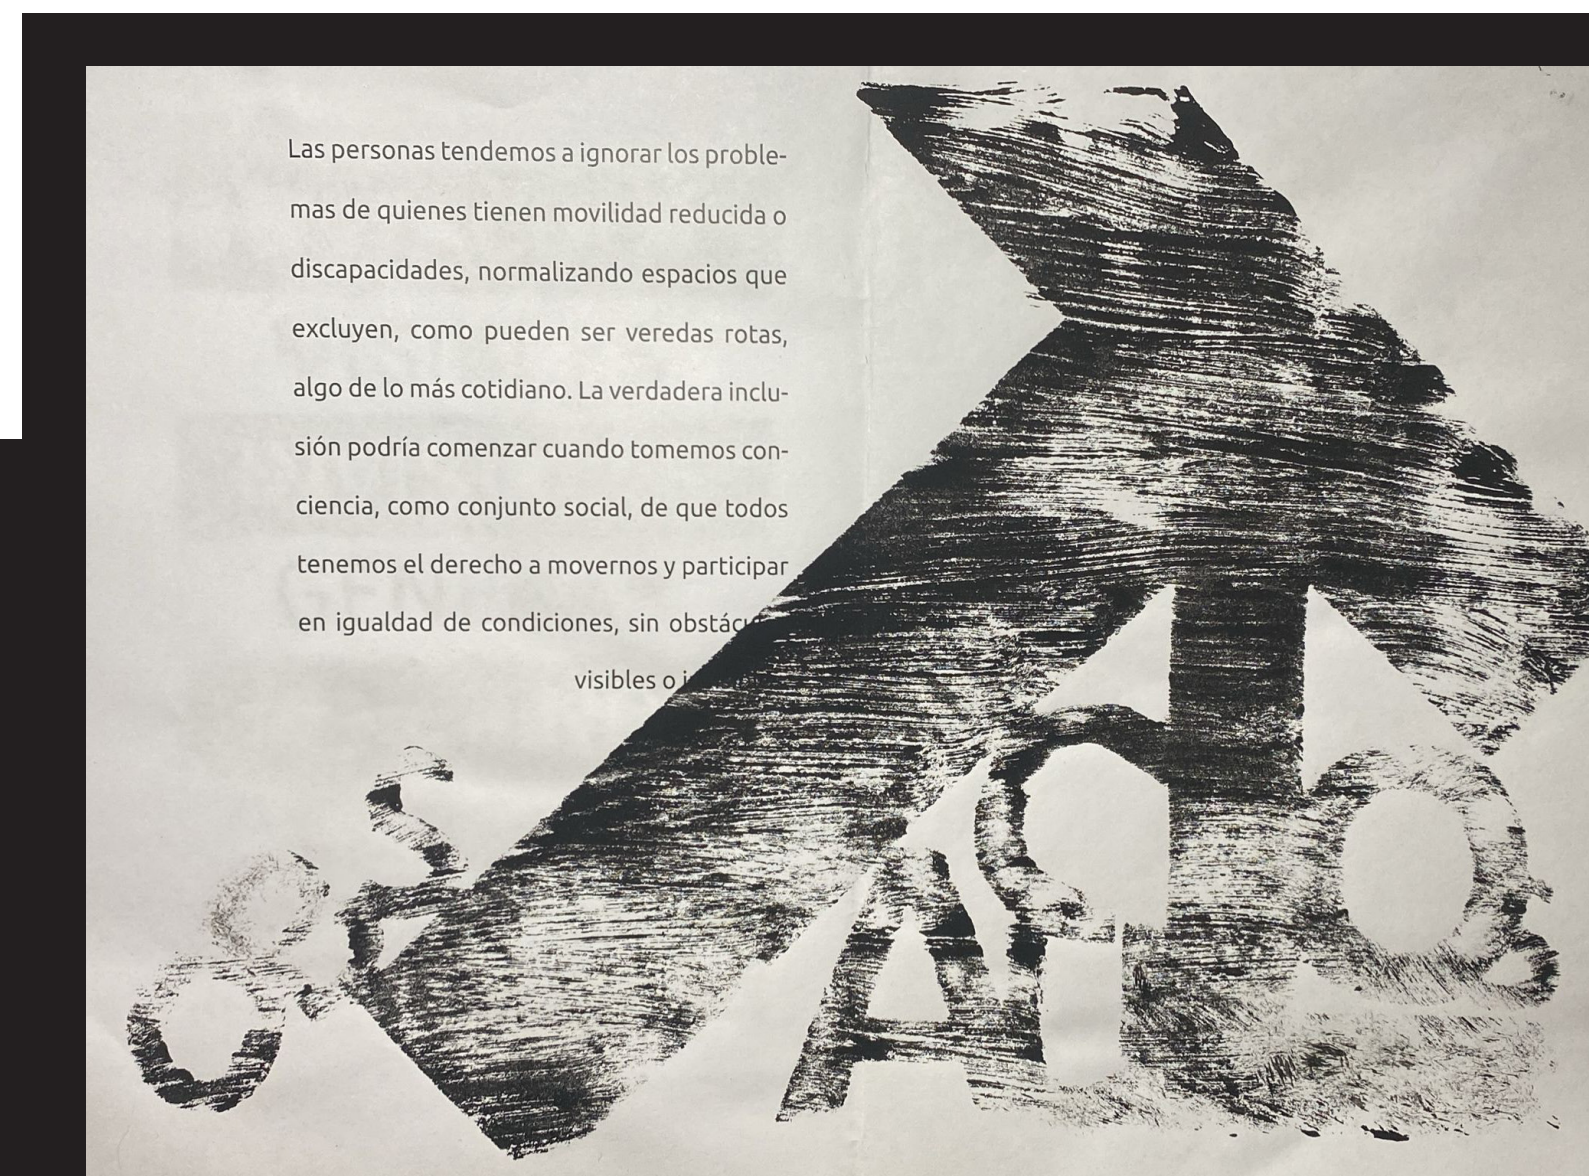 Las personas tendemos a ignorar los proble-
mas de quienes tienen movilidad reducida o
discapacidades, normalizando espacios que
excluyen, como pueden ser veredas rotas,
algo de lo más cotidiano. La verdadera inclu-
sión podría comenzar cuando tomemos con-
ciencia, como conjunto social, de que todos
tenemos el derecho a movernos y participar
en igualdad de condiciones, sin
visibles o